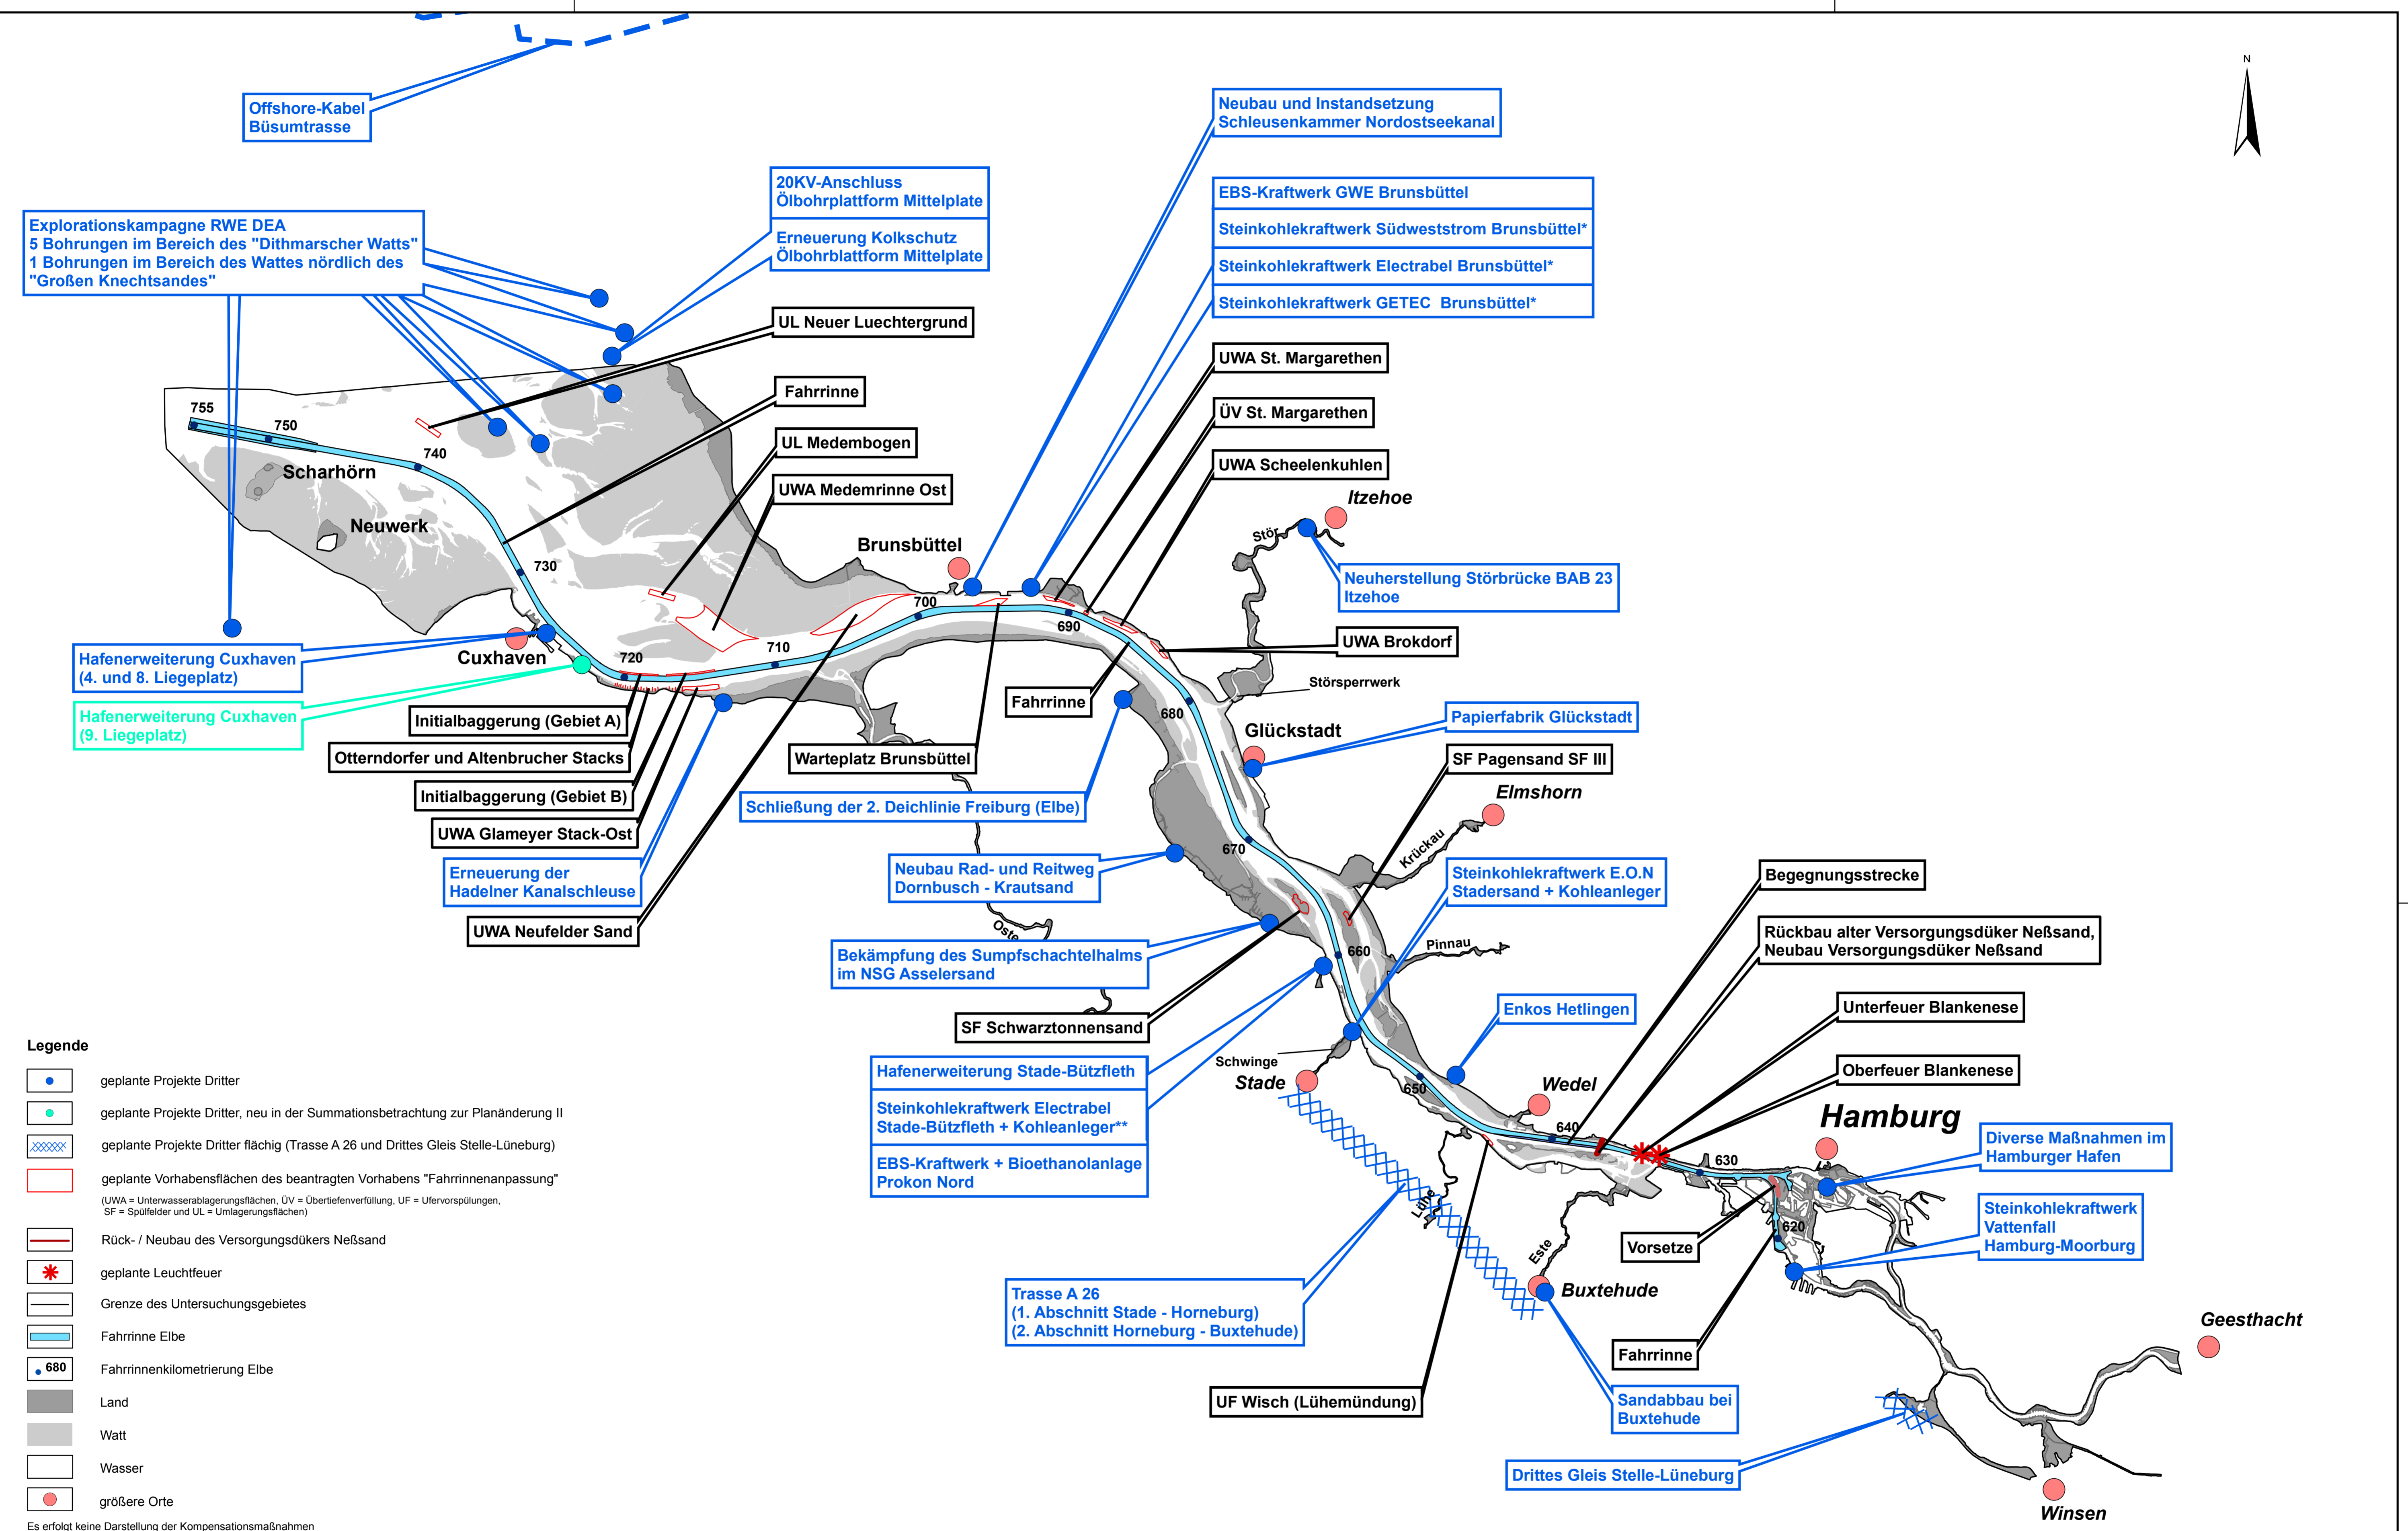 N
Offshore-Kabel
Büsumtrasse
Neubau und Instandsetzung
Schleusenkammer Nordostseekanal
20KV-Anschluss
Ölbohrplattform Mittelplate
Erneuerung Kolkschutz
Ölbohrblattform Mittelplate
EBS-Kraftwerk GWE Brunsbüttel
Steinkohlekraftwerk Südweststrom Brunsbüttel*
Steinkohlekraftwerk Electrabel Brunsbüttel*
Steinkohlekraftwerk GETEC Brunsbüttel*
Explorationskampagne RWE DEA
5 Bohrungen im Bereich des "Dithmarscher Watts"
1 Bohrungen im Bereich des Wattes nördlich des
"Großen Knechtsandes"
UL Neuer Luechtergrund
UWA St. Margarethen
Fahrrinne
ÜV St. Margarethen
755
750
740
UL Medembogen
UWA Scheelenkuhlen
Scharhörn
UWA Medemrinne Ost
Itzehoe
Neuwerk
Stör
Brunsbüttel
730
Neuherstellung Störbrücke BAB 23
Itzehoe
700
690
UWA Brokdorf
Hafenerweiterung Cuxhaven
(4. und 8. Liegeplatz)
Cuxhaven
720
710
Störsperrwerk
Hafenerweiterung Cuxhaven
(9. Liegeplatz)
Initialbaggerung (Gebiet A)
Fahrrinne
680
Papierfabrik Glückstadt
Glückstadt
Otterndorfer und Altenbrucher Stacks
Warteplatz Brunsbüttel
SF Pagensand SF III
Initialbaggerung (Gebiet B)
Schließung der 2. Deichlinie Freiburg (Elbe)
Elmshorn
UWA Glameyer Stack-Ost
670
Krückau
Erneuerung der
Hadelner Kanalschleuse
Neubau Rad- und Reitweg
Dornbusch - Krautsand
Steinkohlekraftwerk E.O.N
Stadersand + Kohleanleger
Begegnungsstrecke
UWA Neufelder Sand
Oste
Rückbau alter Versorgungsdüker Neßsand,
Neubau Versorgungsdüker Neßsand
Bekämpfung des Sumpfschachtelhalms
im NSG Asselersand
660
Pinnau
SF Schwarztonnensand
Enkos Hetlingen
Unterfeuer Blankenese
Schwinge
Stade
Oberfeuer Blankenese
Hafenerweiterung Stade-Bützfleth
Steinkohlekraftwerk Electrabel
Stade-Bützfleth + Kohleanleger**
EBS-Kraftwerk + Bioethanolanlage
Prokon Nord
650
Wedel
640
Hamburg
630
Diverse Maßnahmen im
Hamburger Hafen
Lühe
620
Steinkohlekraftwerk
Vattenfall
Hamburg-Moorburg
Este
Vorsetze
Trasse A 26
(1. Abschnitt Stade - Horneburg)
(2. Abschnitt Horneburg - Buxtehude)
Buxtehude
Geesthacht
Fahrrinne
UF Wisch (Lühemündung)
Sandabbau bei
Buxtehude
Drittes Gleis Stelle-Lüneburg
Winsen
Legende
geplante Projekte Dritter
geplante Projekte Dritter, neu in der Summationsbetrachtung zur Planänderung II
geplante Projekte Dritter flächig (Trasse A 26 und Drittes Gleis Stelle-Lüneburg)
geplante Vorhabensflächen des beantragten Vorhabens "Fahrrinnenanpassung"
(UWA = Unterwasserablagerungsflächen, ÜV = Übertiefenverfüllung, UF = Ufervorspülungen,
SF = Spülfelder und UL = Umlagerungsflächen)
Rück- / Neubau des Versorgungsdükers Neßsand
geplante Leuchtfeuer
Grenze des Untersuchungsgebietes
Fahrrinne Elbe
680 Fahrrinnenkilometrierung Elbe
Land
Watt
Wasser
größere Orte
Es erfolgt keine Darstellung der Kompensationsmaßnahmen